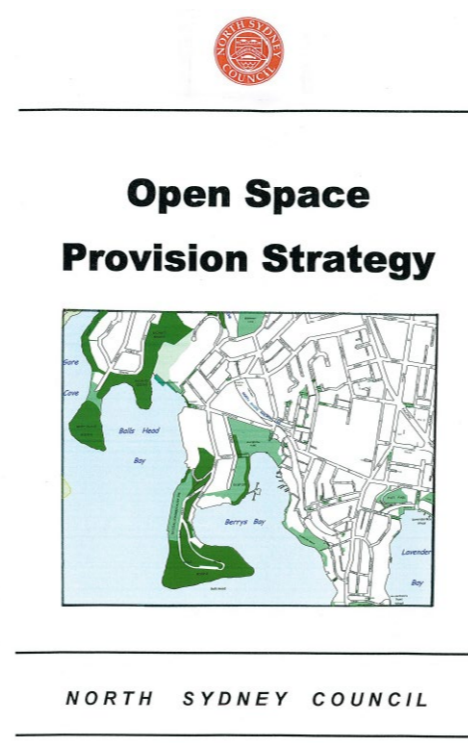 NORTH SYDNEY
COUNCIL
Open Space
Provision Strategy
Gore
Cove
Balls Head
Bay
Berrys Bay
Lavender
Bay
NORTH SYDNEY COUNCIL